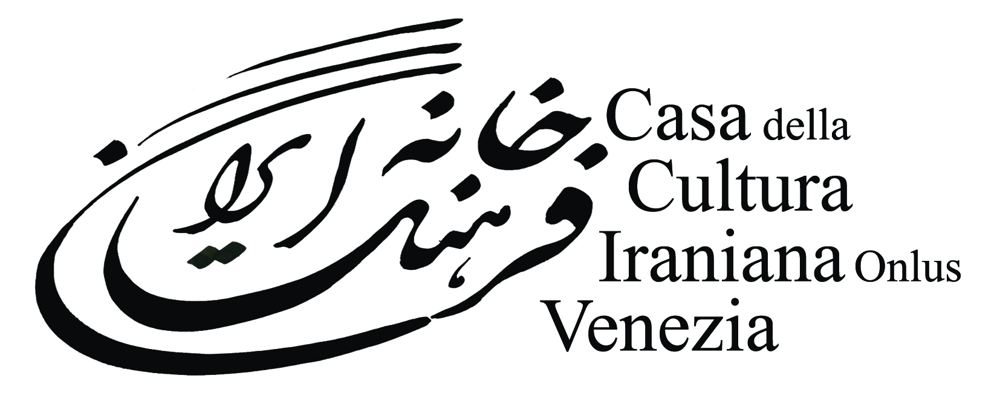 خانه
فرهنگ
ایران
Casa della
Cultura
Iraniana Onlus
Venezia